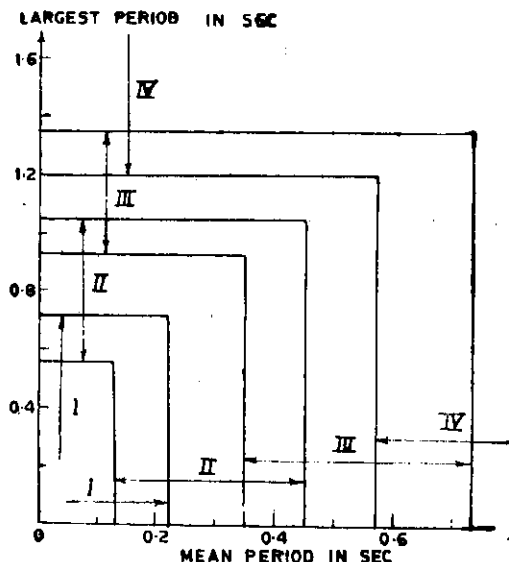 LARGEST PERIOD IN SEC
1.6
IV
1.2
III
0.8
II
0.4
I
IV
III
II
I
0 0.2 0.4 0.6
MEAN PERIOD IN SEC